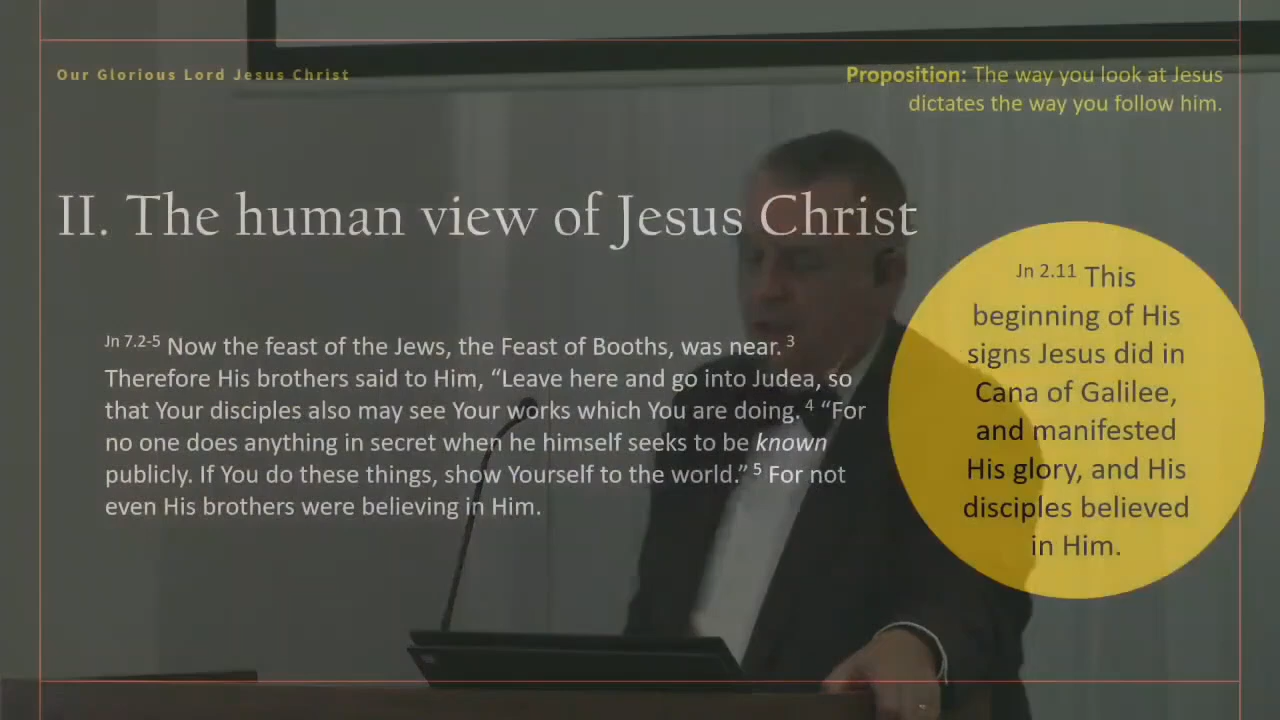 Our Glorious Lord Jesus Christ
Proposition: The way you look at Jesus
dictates the way you follow him.
II. The human view of Jesus Christ
Jn 7.2-5 Now the feast of the Jews, the Feast of Booths, was near. 3
Therefore His brothers said to Him, “Leave here and go into Judea, so
that Your disciples also may see Your works which You are doing. 4 “For
no one does anything in secret when he himself seeks to be known
publicly. If You do these things, show Yourself to the world.” 5 For not
even His brothers were believing in Him.
Jn 2.11 This
beginning of His
signs Jesus did in
Cana of Galilee,
and manifested
His glory, and His
disciples believed
in Him.